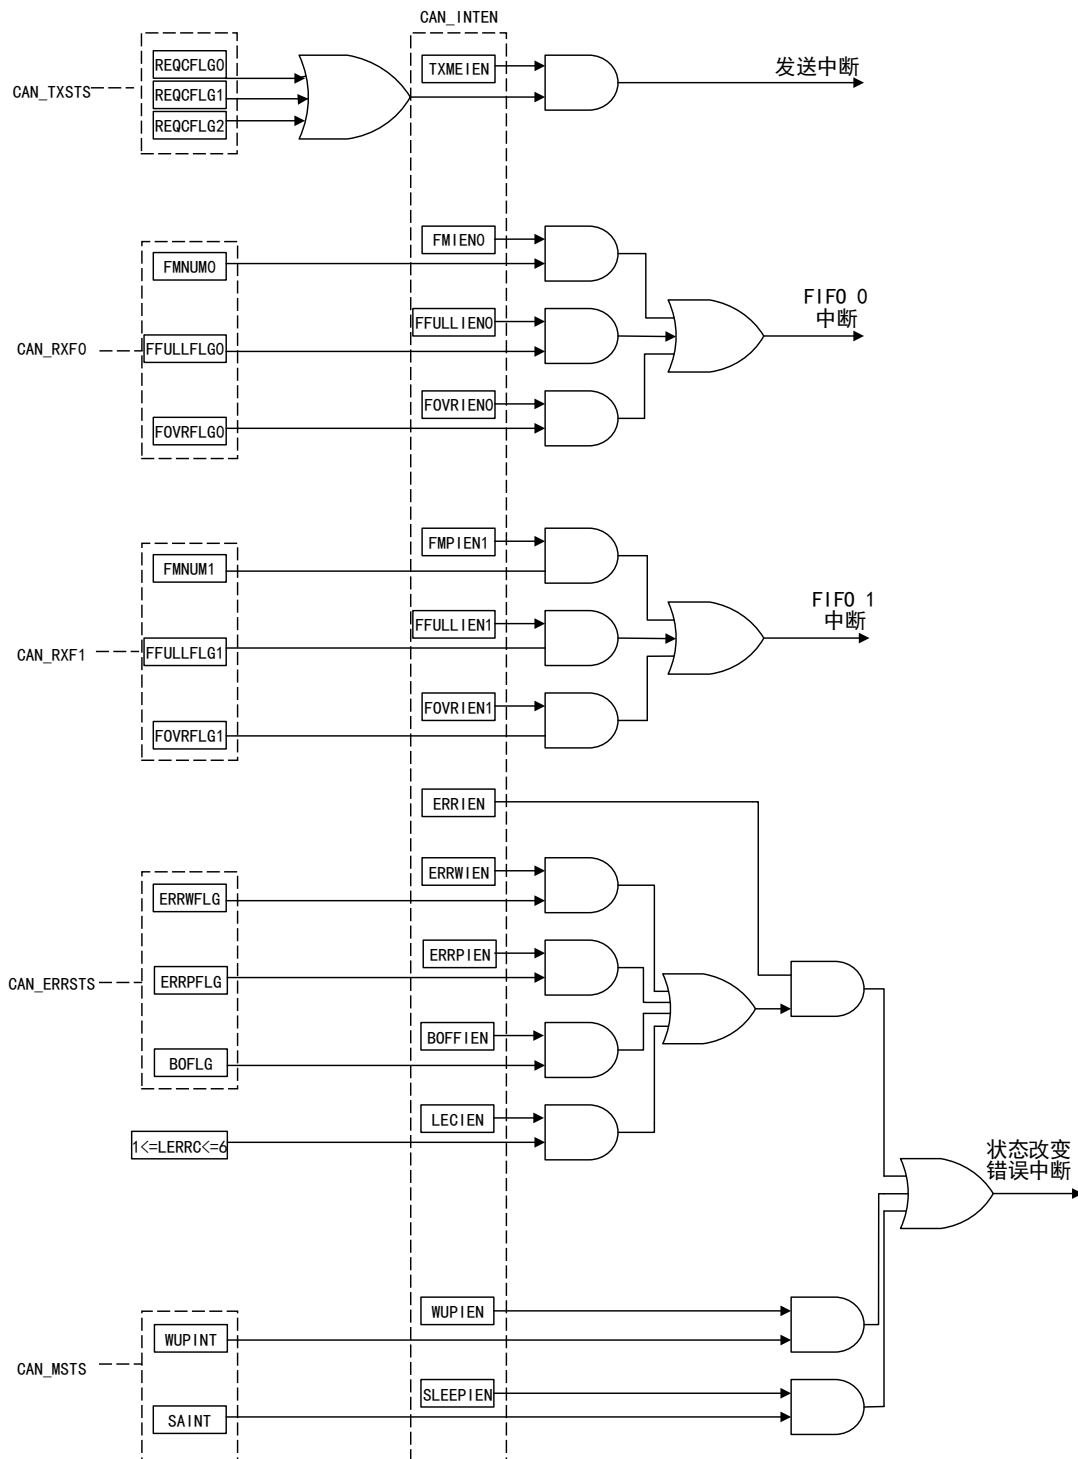 CAN_INTEN
CAN_TXSTS
REQCFLG0
REQCFLG1
REQCFLG2
TXMEIEN
发送中断
CAN_RXF0
FMNUM0
FFULLFLG0
FOVRFLG0
FMIEN0
FFULLIEN0
FOVRIEN0
FIFO 0
中断
CAN_RXF1
FMNUM1
FFULLFLG1
FOVRFLG1
FMPIEN1
FFULLIEN1
FOVRIEN1
FIFO 1
中断
ERRIEN
CAN_ERRSTS
ERRWFLG
ERRPFLG
BOFLG
1<=LERRC<=6
ERRWIEN
ERRPIEN
BOFFIEN
LECIEN
状态改变
错误中断
CAN_MSTS
WUPINT
SAINT
WUPIEN
SLEEPIEN